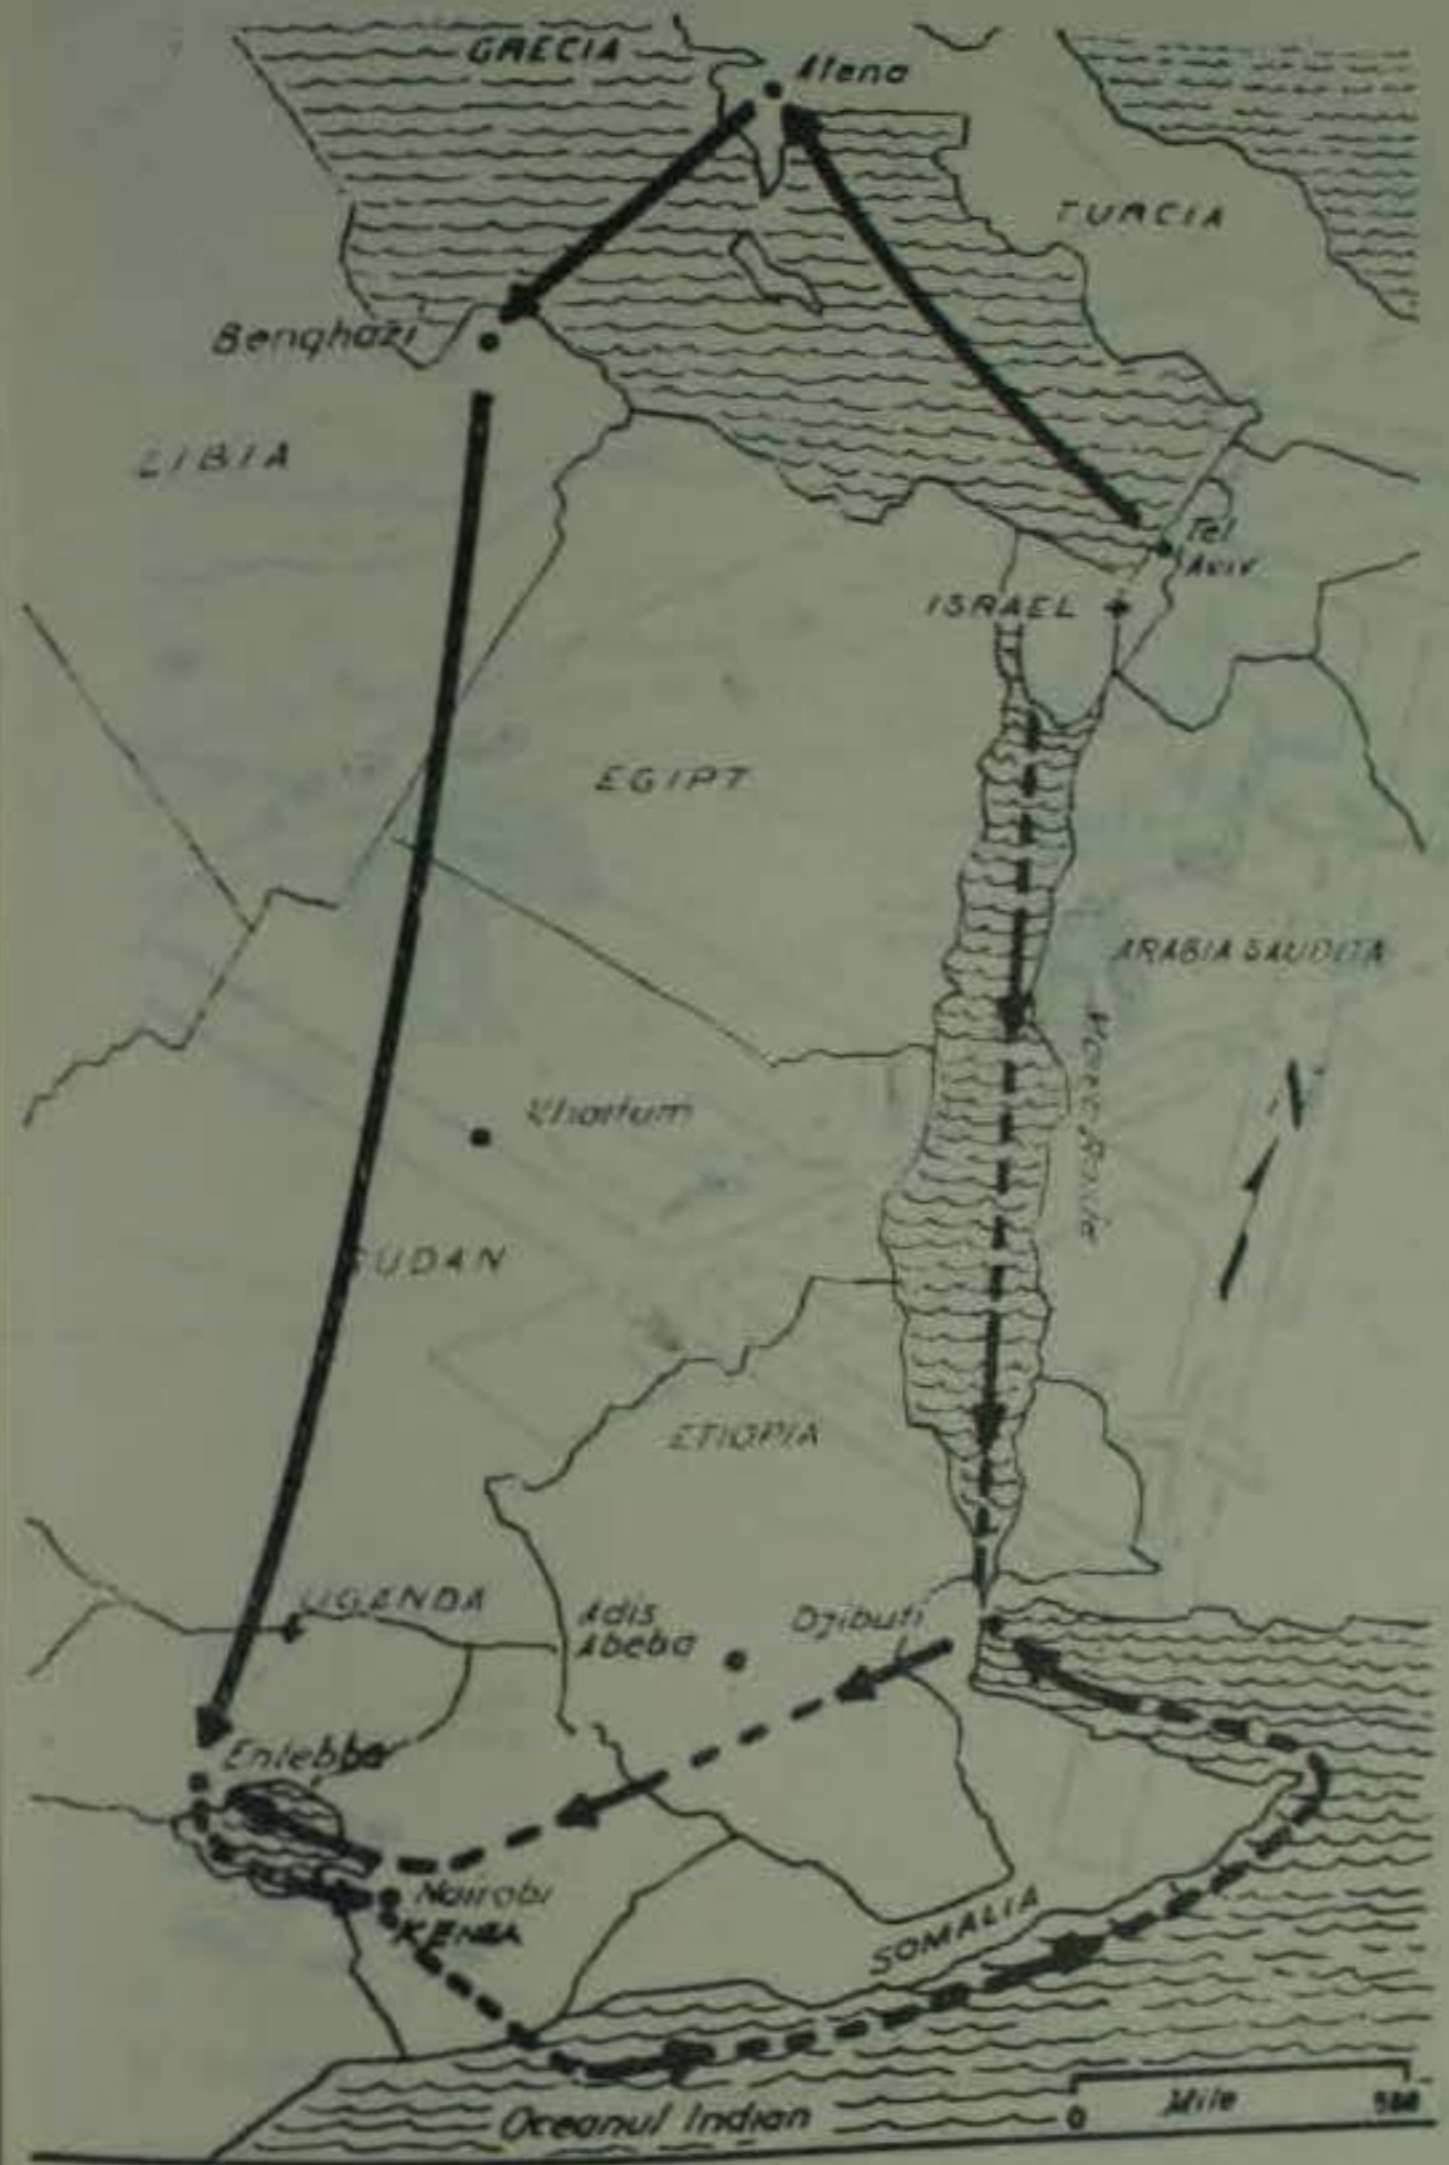 GRECIA
Atena
TURCIA
Benghazi
LIBIA
Tel
Aviv
ISRAEL
EGIPT
ARABIA SAUDITA
Marea Roșie
Khartum
SUDAN
ETIOPIA
UGANDA
Adis
Abeba
Djibuti
Entebbe
Nairobi
KENYA
SOMALIA
Oceanul Indian
0 Mile 500